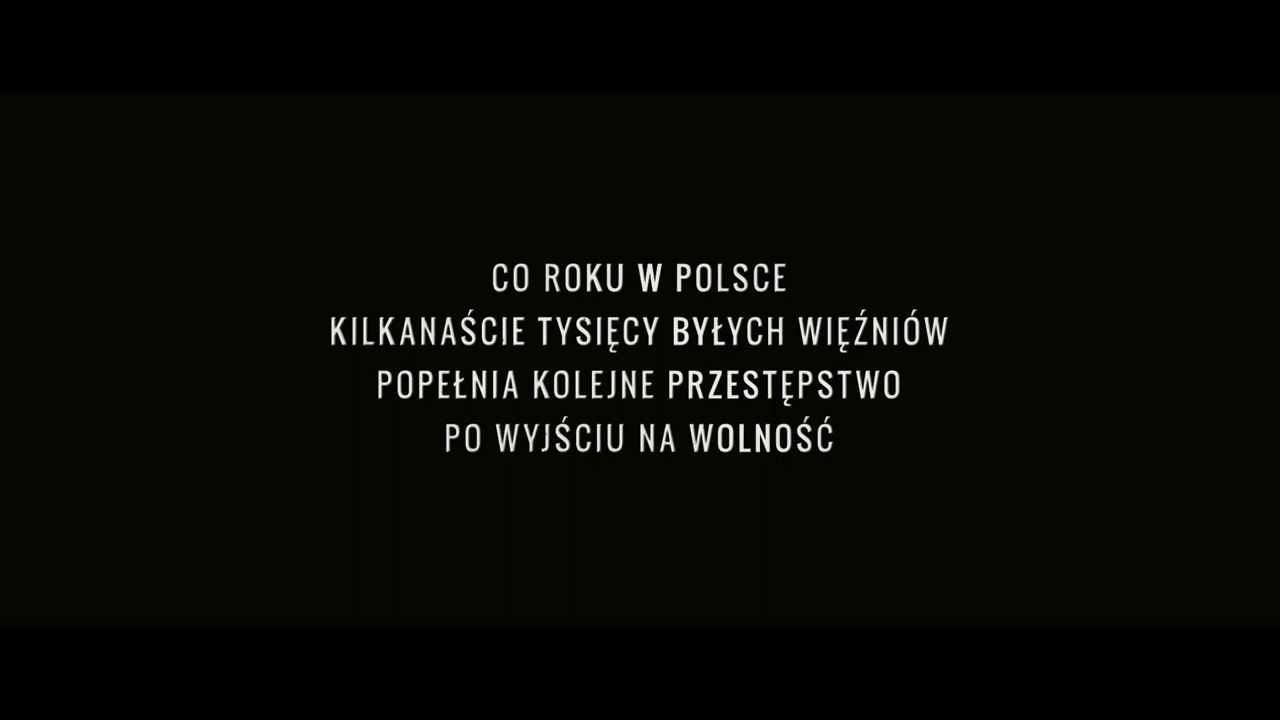 CO ROKU W POLSCE
KILKANAŚCIE TYSIĘCY BYŁYCH WIĘŹNIÓW
POPEŁNIA KOLEJNE PRZESTĘPSTWO
PO WYJŚCIU NA WOLNOŚĆ